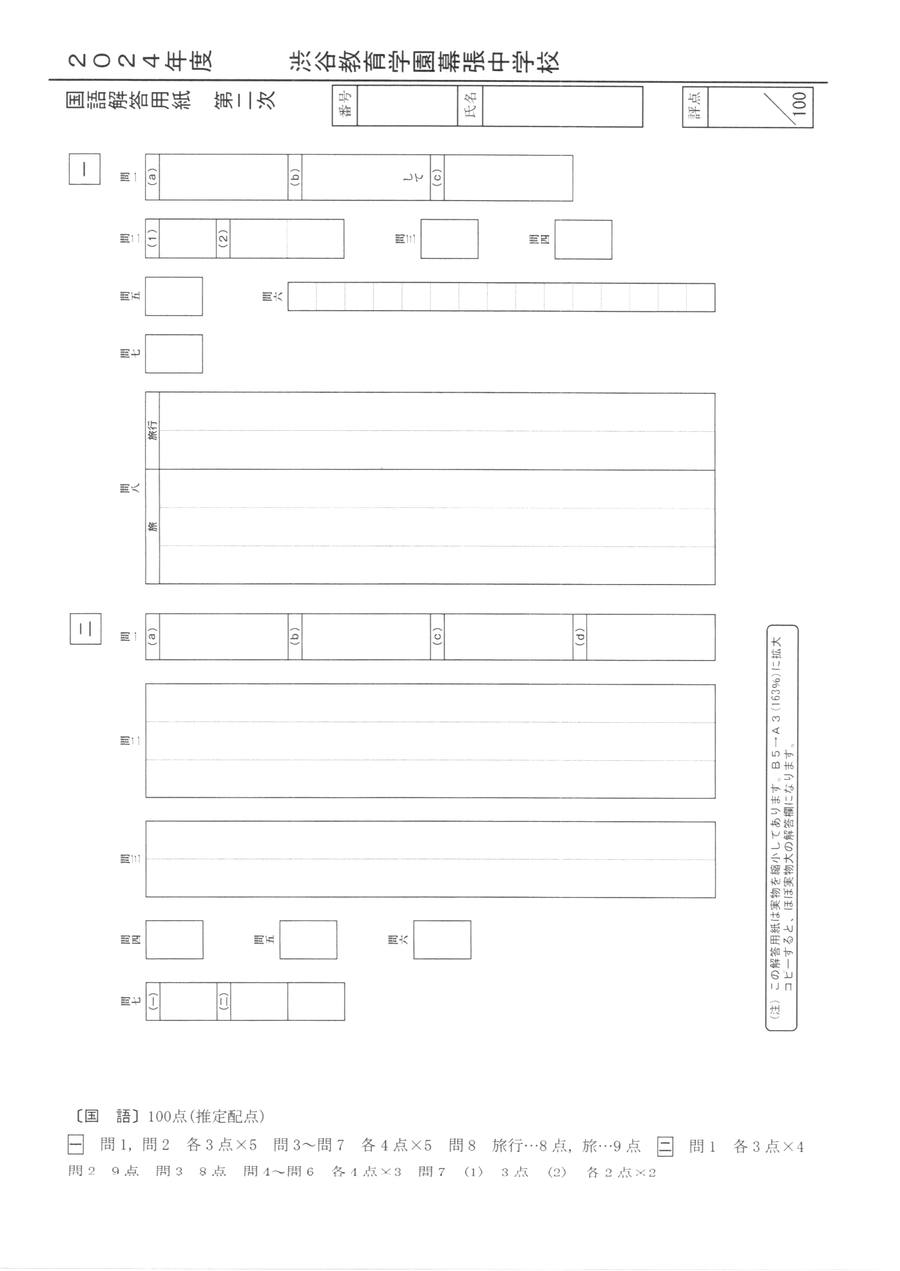 2024年度　渋谷教育学園幕張中学校
国語解答用紙　第二次
番号
氏名
評点
／100
一
問一
(a)
(b)
して
(c)
問二
(1)
(2)
問三
問四
問五
問六
問七
問八
旅行
旅
二
問一
(a)
(b)
(c)
(d)
問二
問三
問四
問五
問六
問七
(一)
(二)
(注) この解答用紙は実物を縮小してあります。B5→A3(163%)に拡大
コピーすると、ほぼ実物大の解答欄になります。
〔国　語〕100点(推定配点)
一　問1, 問2　各3点×5　問3～問7　各4点×5　問8　旅行…8点, 旅…9点　二　問1　各3点×4
問2　9点　問3　8点　問4～問6　各4点×3　問7　(1)　3点　(2)　各2点×2